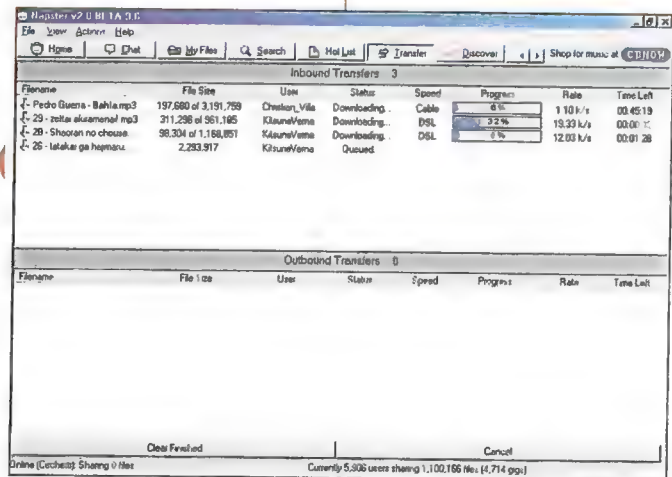 Napster v2.0 BETA
File View Actions Help
Home Chat My Files Search Hot List Transfer Discover Shop for music at CDNOW
Inbound Transfers 3
Filename File Size User Status Speed Progress Rate Time Left
Pedro Guerra - Bahia.mp3 197,680 of 3,191,759 Downloading... Cable 6% 1.10 k/s 00:45:19
29 - zettai akiramenai! mp3 311,296 of 961,185 KitsuneVerna Downloading... DSL 32% 19.33 k/s
28 - Shaoran no chouse. 98,304 of 1,168,851 KitsuneVerna Downloading... DSL 12.03 k/s 00:01:28
26 - tatakai ga hajimaru. 2,293,917 KitsuneVerna Queued
Outbound Transfers 0
Filename File Size User Status Speed Progress Rate Time Left
Clear Finished Cancel
Online Sharing 0 files Currently 5,906 users sharing 1,100,166 files (4,714 gigs)